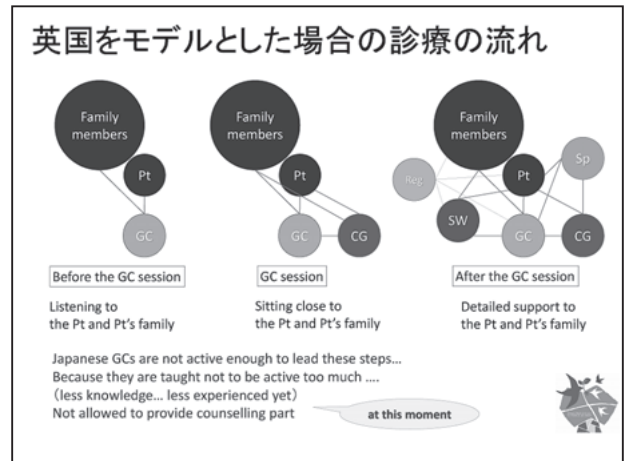 英国をモデルとした場合の診療の流れ
Family
members
Pt
GC
Before the GC session
Listening to
the Pt and Pt's family
Family
members
Pt
GC
CG
GC session
Sitting close to
the Pt and Pt's family
Family
members
Sp
Reg
Pt
SW
GC
CG
After the GC session
Detailed support to
the Pt and Pt's family
Japanese GCs are not active enough to lead these steps...
Because they are taught not to be active too much ....
(less knowledge... less experienced yet)
Not allowed to provide counselling part
at this moment